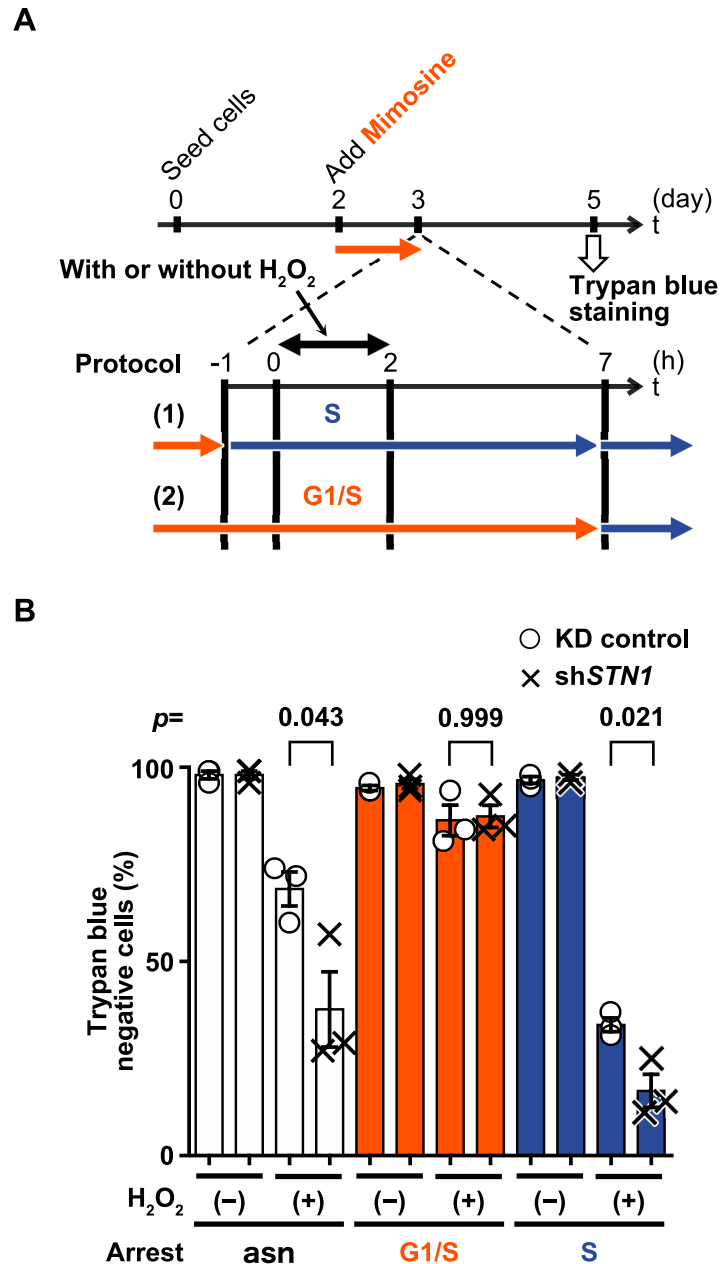 A
Seed cells
Add Mimosine
0 2 3 5 (day)
t
With or without H₂O₂
Trypan blue
staining
Protocol -1 0 2 7 (h)
t
(1) S
(2) G1/S
B
KD control
shSTN1
p= 0.043 0.999 0.021
100
50
0
Trypan blue
negative cells (%)
H₂O₂ (−) (+) (−) (+) (−) (+)
Arrest asn G1/S S